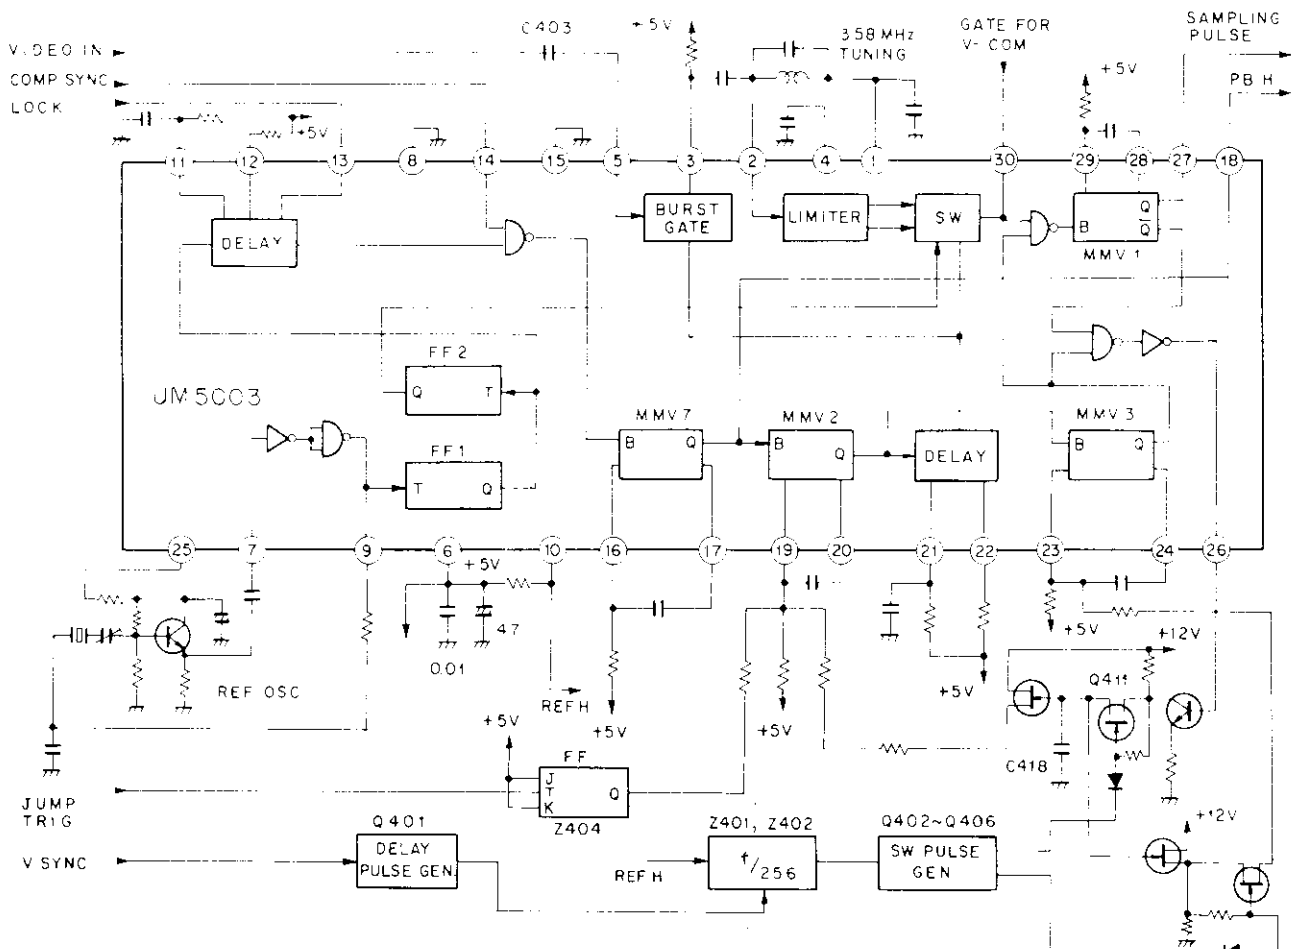 VIDEO IN
COMP SYNC
LOCK
+5V
C403
+5V
3.58 MHz
TUNING
GATE FOR
V-COM
SAMPLING
PULSE
PB H
+5V
11 12 13 8 14 15 5 3 2 4 1 30 29 28 27 18
DELAY
BURST
GATE
LIMITER
SW
B
Q
Q
MMV 1
FF2
Q T
JM5003
FF1
T Q
MMV 7
B Q
MMV 2
B Q
DELAY
MMV 3
B Q
25 7 9 6 10 16 17 19 20 21 22 23 24 26
+5V
47
0.01
REF OSC
REF H
+5V
+5V
+5V
+5V
+12V
Q411
C418
+5V
FF
J
T
K
Q
Z404
JUMP
TRIG
V SYNC
Q401
DELAY
PULSE GEN
REF H
Z401, Z402
f/256
Q402~Q406
SW PULSE
GEN
+12V